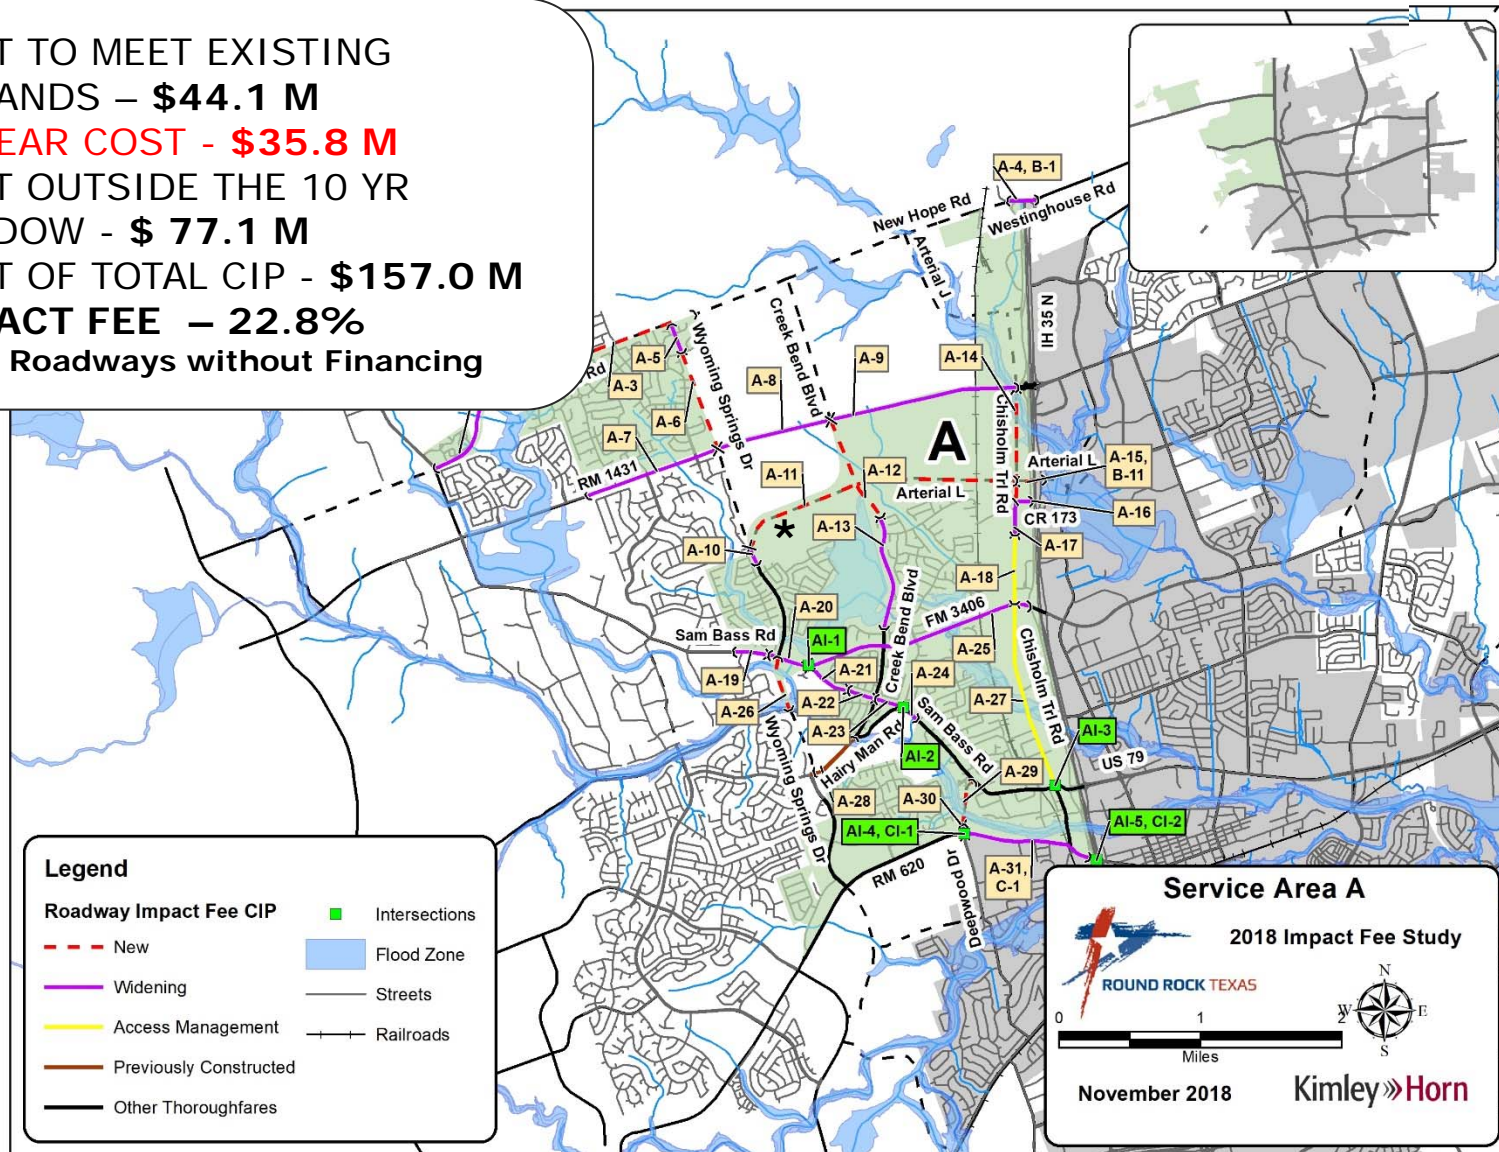 T TO MEET EXISTING
ANDS – $44.1 M
EAR COST - $35.8 M
T OUTSIDE THE 10 YR
DOW - $ 77.1 M
T OF TOTAL CIP - $157.0 M
ACT FEE – 22.8%
Roadways without Financing
A-4, B-1
New Hope Rd
Westinghouse Rd
Arterial J
IH 35 N
Creek Bend Blvd
Wyoming Springs Dr
A-5
Rd
A-3
A-8
A-9
A-14
A-6
A-7
A
Chisholm Trl Rd
RM 1431
A-11
A-12
Arterial L
Arterial L
A-15,
B-11
A-16
CR 173
*
A-13
A-10
A-17
A-18
Creek Bend Blvd
FM 3406
A-20
Sam Bass Rd
AI-1
A-25
Chisholm Trl Rd
A-21
A-24
A-19
A-22
A-27
A-26
A-23
Sam Bass Rd
AI-3
Hairy Man Rd
AI-2
US 79
Wyoming Springs Dr
A-29
A-28
A-30
AI-4, CI-1
AI-5, CI-2
RM 620
Deepwood Dr
A-31,
C-1
Legend
Roadway Impact Fee CIP
New
Widening
Access Management
Previously Constructed
Other Thoroughfares
Intersections
Flood Zone
Streets
Railroads
Service Area A
2018 Impact Fee Study
ROUND ROCK TEXAS
N
W
E
S
0
1
2
Miles
November 2018
Kimley»Horn